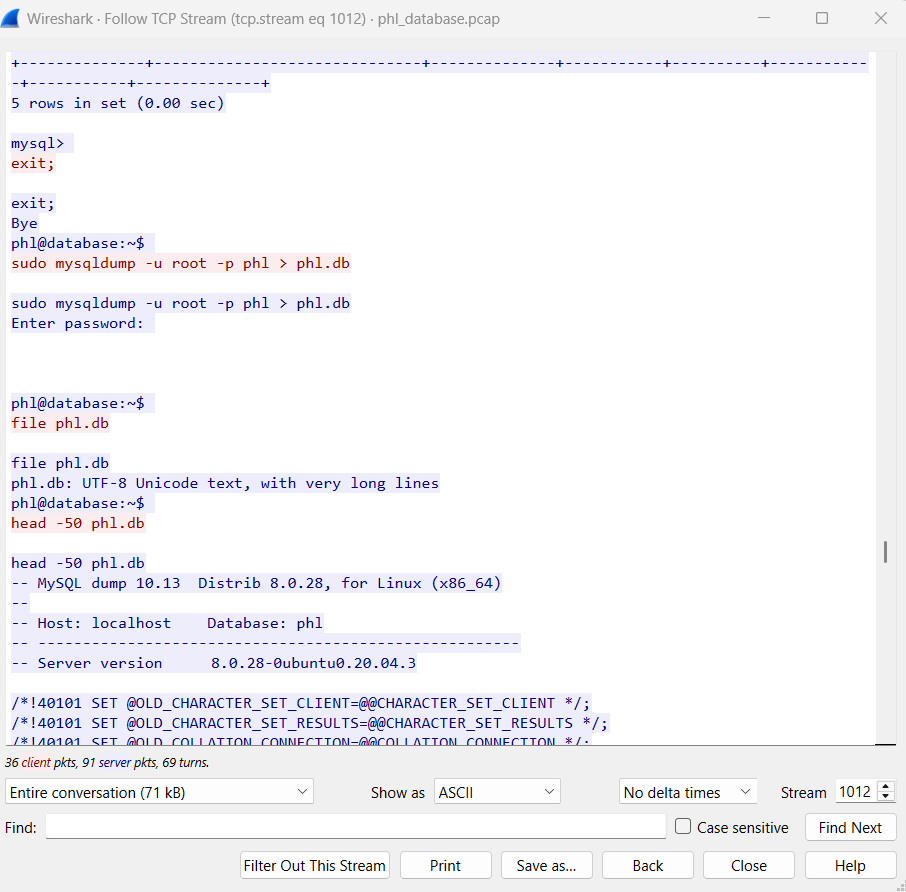 Wireshark · Follow TCP Stream (tcp.stream eq 1012) · phl_database.pcap
+--------------+------------------------------+--------------+-----------+----------+-----------
-+-----------+--------------+
5 rows in set (0.00 sec)
mysql>
exit;
exit;
Bye
phl@database:~$
sudo mysqldump -u root -p phl > phl.db
sudo mysqldump -u root -p phl > phl.db
Enter password:
phl@database:~$
file phl.db
file phl.db
phl.db: UTF-8 Unicode text, with very long lines
phl@database:~$
head -50 phl.db
head -50 phl.db
-- MySQL dump 10.13  Distrib 8.0.28, for Linux (x86_64)
--
-- Host: localhost    Database: phl
-- ------------------------------------------------------
-- Server version     8.0.28-0ubuntu0.20.04.3
/*!40101 SET @OLD_CHARACTER_SET_CLIENT=@@CHARACTER_SET_CLIENT */;
/*!40101 SET @OLD_CHARACTER_SET_RESULTS=@@CHARACTER_SET_RESULTS */;
/*!40101 SET @OLD_COLLATION_CONNECTION=@@COLLATION_CONNECTION */;
36 client pkts, 91 server pkts, 69 turns.
Entire conversation (71 kB) Show as ASCII No delta times Stream 1012
Find: Case sensitive Find Next
Filter Out This Stream Print Save as... Back Close Help